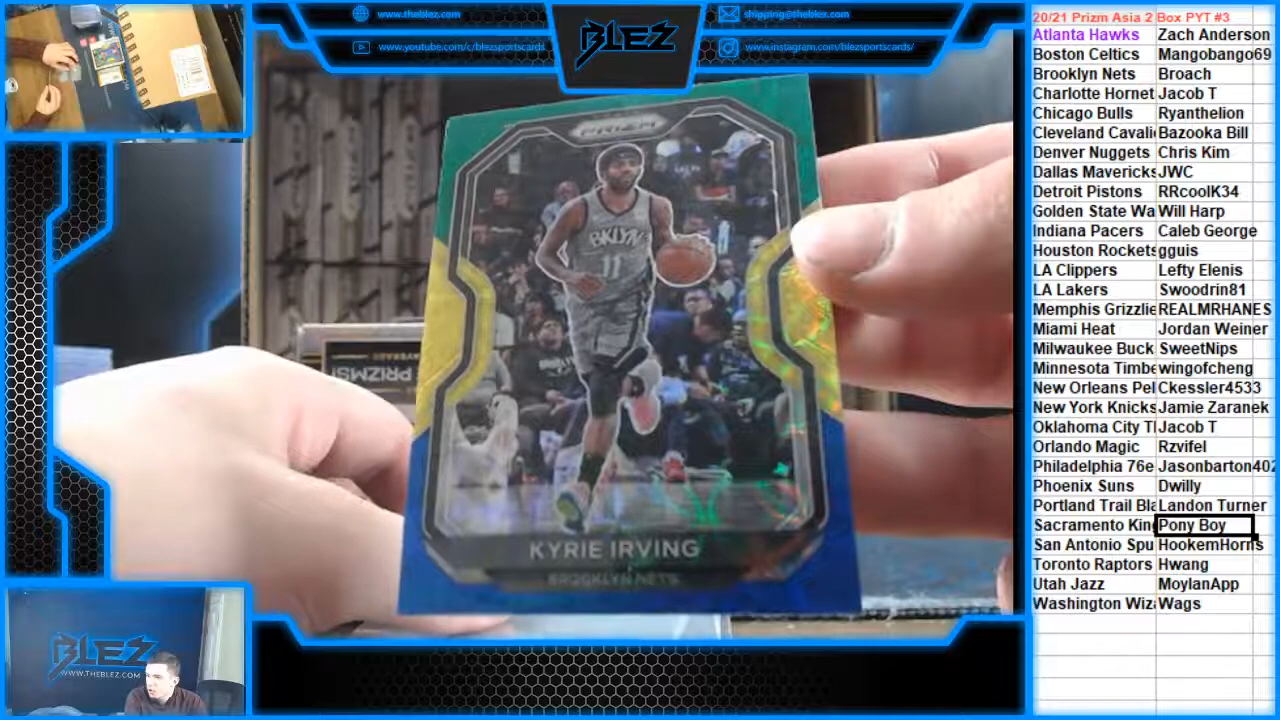 www.theblez.com
shipping@theblez.com
www.youtube.com/c/blezsportscards
www.instagram.com/blezsportscards/
BLEZ
PRIZM
BKLYN
11
KYRIE IRVING
BROOKLYN NETS
PRIZMS!
BLEZ
WWW.THEBLEZ.COM
20/21 Prizm Asia 2 Box PYT #3
Atlanta Hawks Zach Anderson
Boston Celtics Mangobango69
Brooklyn Nets Broach
Charlotte Hornet Jacob T
Chicago Bulls Ryanthelion
Cleveland Cavali Bazooka Bill
Denver Nuggets Chris Kim
Dallas Mavericks JWC
Detroit Pistons RRcoolK34
Golden State Wa Will Harp
Indiana Pacers Caleb George
Houston Rockets gguis
LA Clippers Lefty Elenis
LA Lakers Swoodrin81
Memphis Grizzlie REALMRHANES
Miami Heat Jordan Weiner
Milwaukee Buck SweetNips
Minnesota Timbe wingofcheng
New Orleans Pel Ckessler4533
New York Knicks Jamie Zaranek
Oklahoma City Tl Jacob T
Orlando Magic Rzvifel
Philadelphia 76e Jasonbarton402
Phoenix Suns Dwilly
Portland Trail Bla Landon Turner
Sacramento King Pony Boy
San Antonio Spu HookemHorns
Toronto Raptors Hwang
Utah Jazz MoylanApp
Washington Wiza Wags